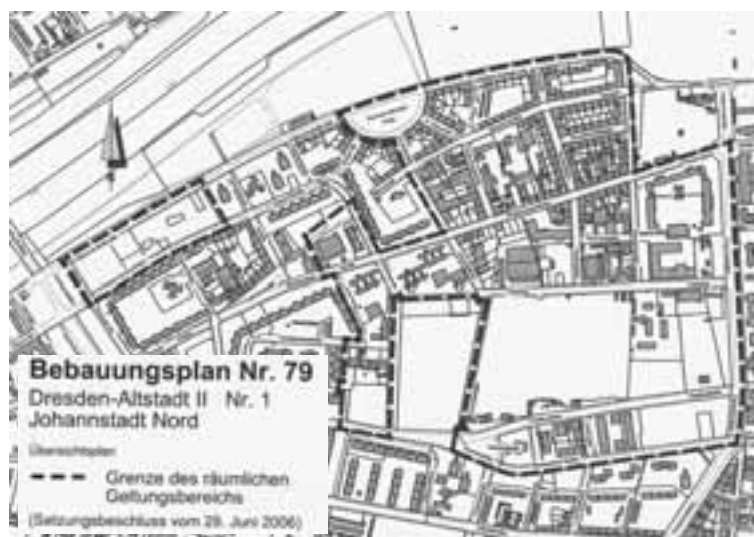 Bebauungsplan Nr. 79
Dresden-Altstadt II Nr. 1
Johannstadt Nord
Übersichtsplan
Grenze des räumlichen
Geltungsbereichs
(Satzungsbeschluss vom 29. Juni 2006)